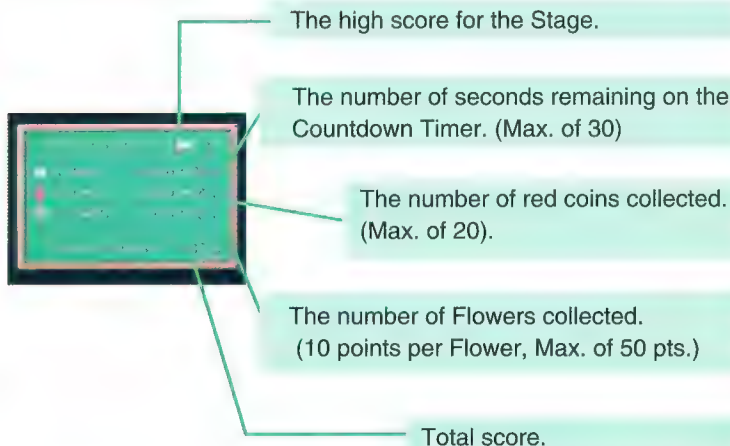 The high score for the Stage.
The number of seconds remaining on the
Countdown Timer. (Max. of 30)
The number of red coins collected.
(Max. of 20).
The number of Flowers collected.
(10 points per Flower, Max. of 50 pts.)
Total score.